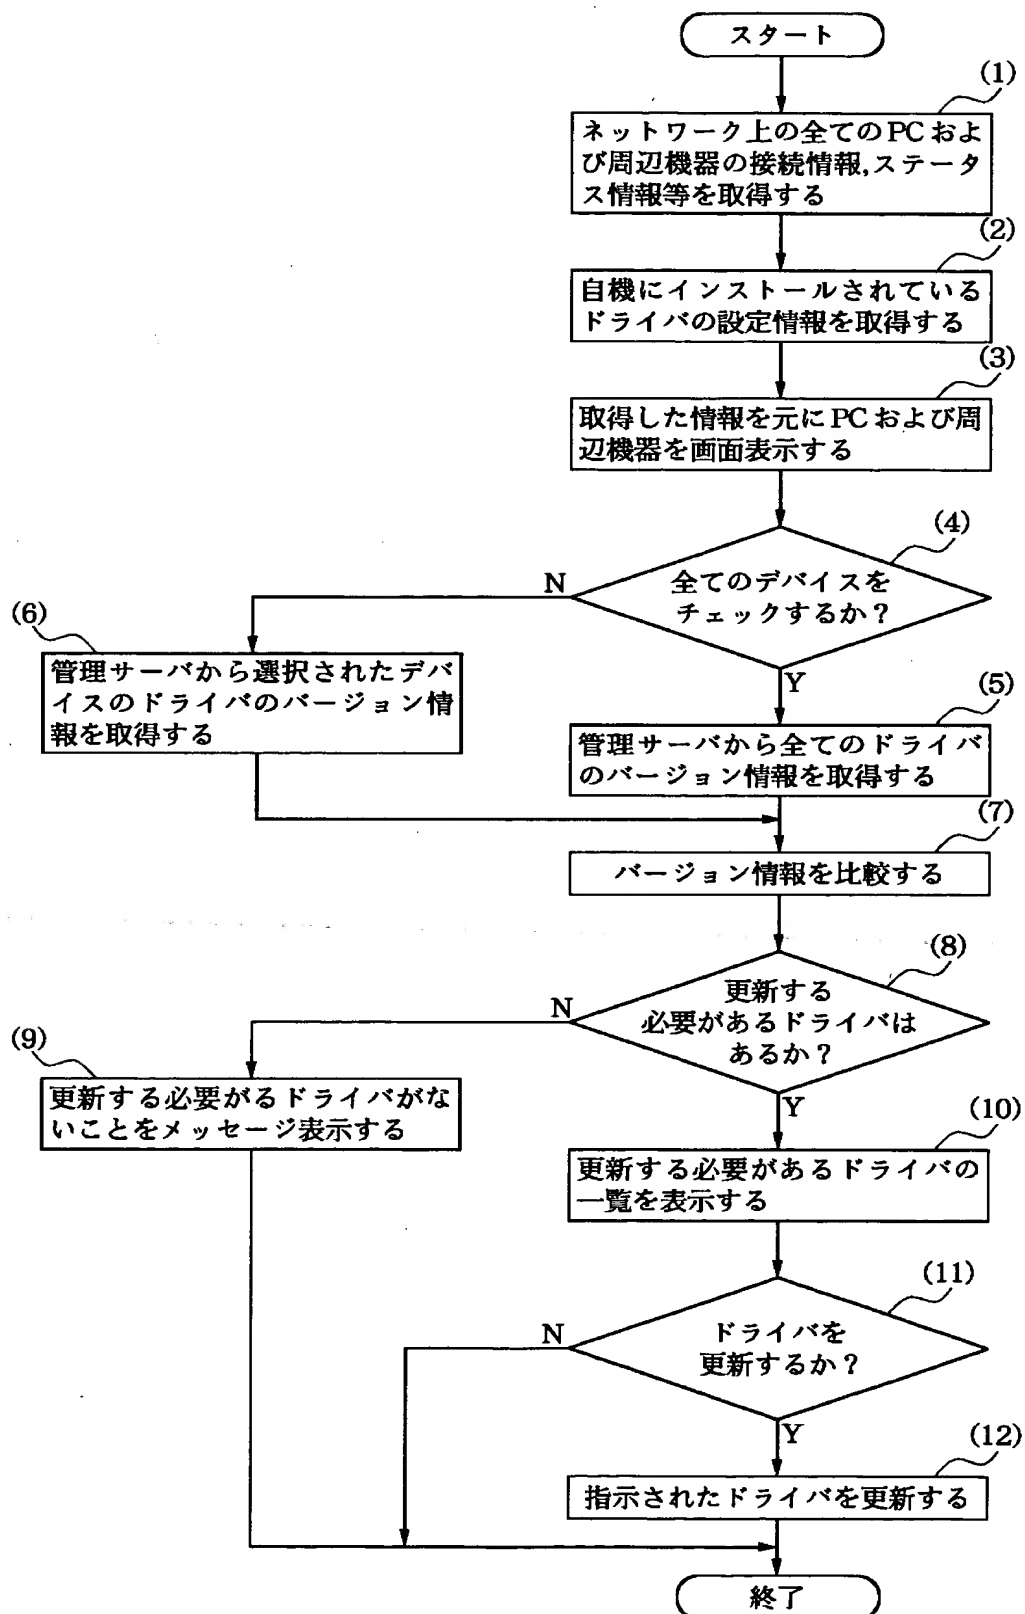 スタート
(1)
ネットワーク上の全てのPCおよ
び周辺機器の接続情報,ステータ
ス情報等を取得する
(2)
自機にインストールされている
ドライバの設定情報を取得する
(3)
取得した情報を元にPCおよび周
辺機器を画面表示する
(4)
全てのデバイスを
チェックするか?
N
Y
(6)
管理サーバから選択されたデバ
イスのドライバのバージョン情
報を取得する
(5)
管理サーバから全てのドライバ
のバージョン情報を取得する
(7)
バージョン情報を比較する
(8)
更新する
必要があるドライバは
あるか?
N
Y
(9)
更新する必要がるドライバがな
いことをメッセージ表示する
(10)
更新する必要があるドライバの
一覧を表示する
(11)
ドライバを
更新するか?
N
Y
(12)
指示されたドライバを更新する
終了